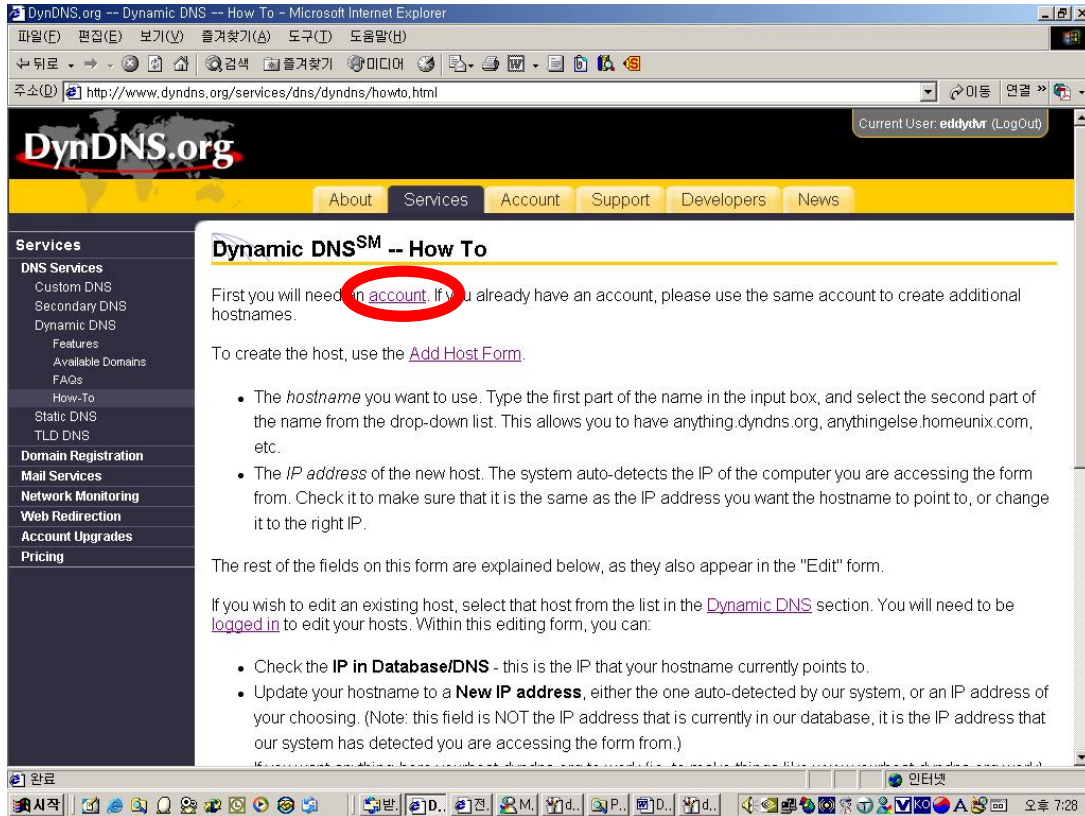 DynDNS.org -- Dynamic DNS -- How To - Microsoft Internet Explorer
파일(F) 편집(E) 보기(V) 즐겨찾기(A) 도구(T) 도움말(H)
뒤로 검색 즐겨찾기 미디어
주소(D) http://www.dyndns.org/services/dns/dyndns/howto.html 이동 연결 »
Current User: eddydvr (LogOut)
DynDNS.org
About Services Account Support Developers News
Services
DNS Services
Custom DNS
Secondary DNS
Dynamic DNS
Features
Available Domains
FAQs
How-To
Static DNS
TLD DNS
Domain Registration
Mail Services
Network Monitoring
Web Redirection
Account Upgrades
Pricing
Dynamic DNS SM -- How To
First you will need an account. If you already have an account, please use the same account to create additional
hostnames.
To create the host, use the Add Host Form.
• The hostname you want to use. Type the first part of the name in the input box, and select the second part of
the name from the drop-down list. This allows you to have anything.dyndns.org, anythingelse.homeunix.com,
etc.
• The IP address of the new host. The system auto-detects the IP of the computer you are accessing the form
from. Check it to make sure that it is the same as the IP address you want the hostname to point to, or change
it to the right IP.
The rest of the fields on this form are explained below, as they also appear in the "Edit" form.
If you wish to edit an existing host, select that host from the list in the Dynamic DNS section. You will need to be
logged in to edit your hosts. Within this editing form, you can:
• Check the IP in Database/DNS - this is the IP that your hostname currently points to.
• Update your hostname to a New IP address, either the one auto-detected by our system, or an IP address of
your choosing. (Note: this field is NOT the IP address that is currently in our database, it is the IP address that
our system has detected you are accessing the form from.)
완료 인터넷
시작 받. D.. 전. M. d.. P.. D.. d.. KO A 오후 7:28